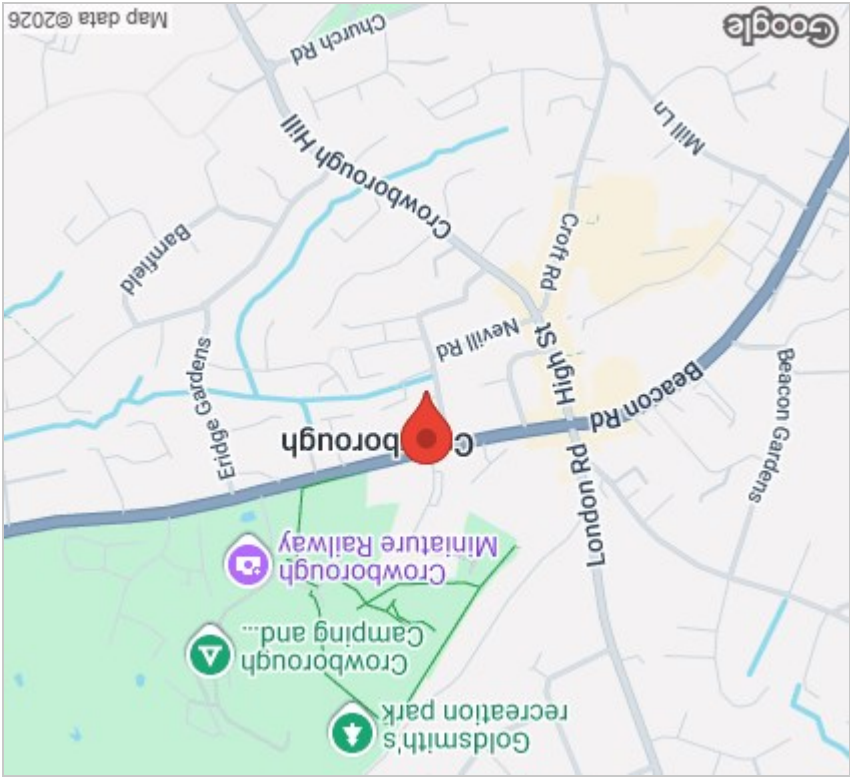 Goldsmith's
recreation park
Crowborough
Camping and...
Crowborough
Miniature Railway
London Rd
Beacon Gardens
Eridge Gardens
Crowborough
Beacon Rd
High St
Nevill Rd
Croft Rd
Barnfield
Crowborough Hill
Mill Ln
Church Rd
Google
Map data ©2026